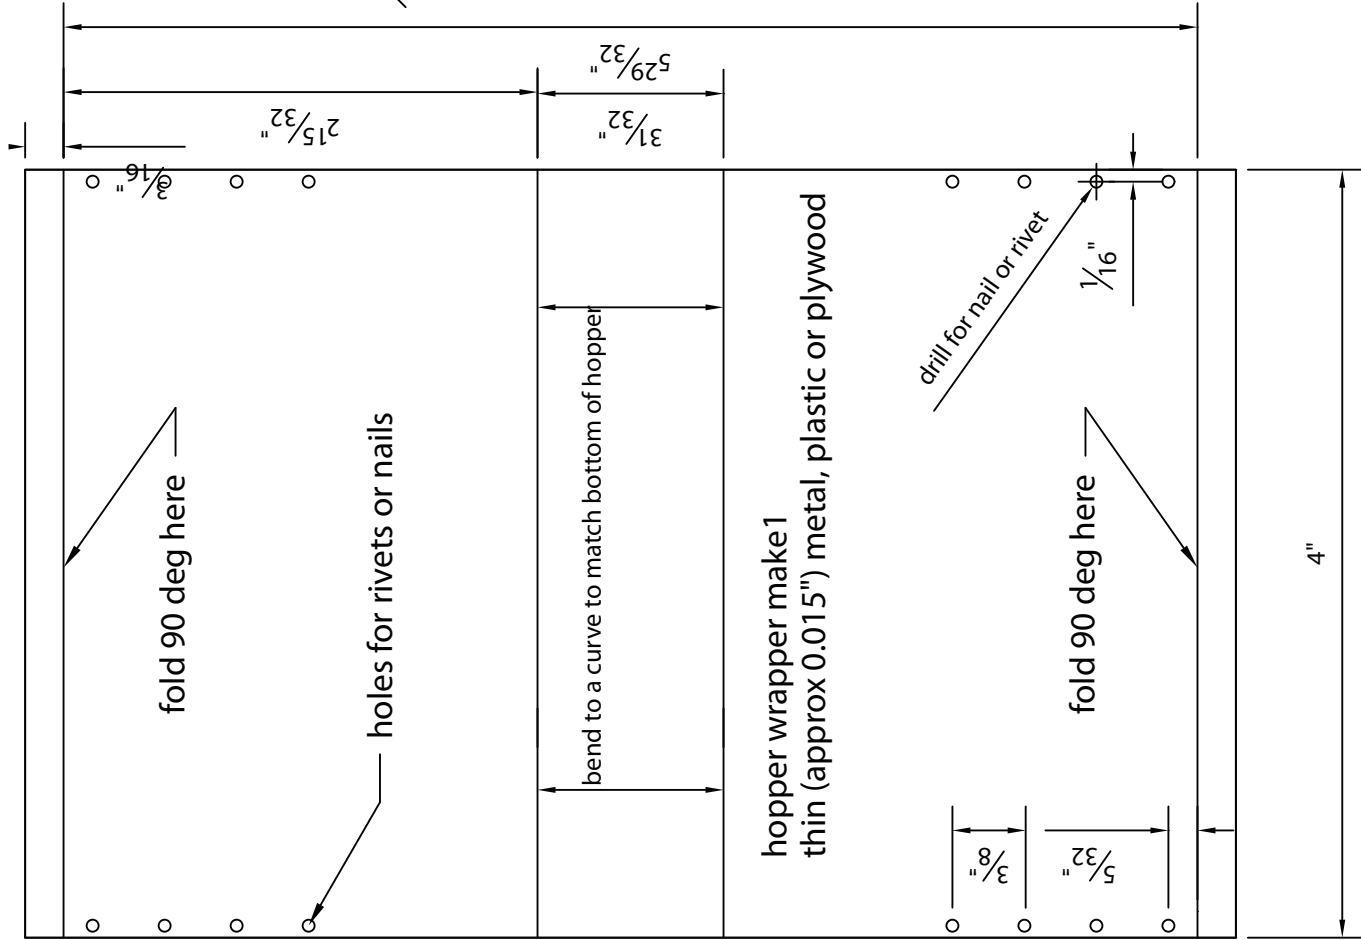 5 29/32"
2 15/32"
31/32"
3/16"
fold 90 deg here
holes for rivets or nails
bend to a curve to match bottom of hopper
hopper wrapper make1
thin (approx 0.015") metal, plastic or plywood
drill for nail or rivet
1/16"
fold 90 deg here
3/8"
5/32"
4"